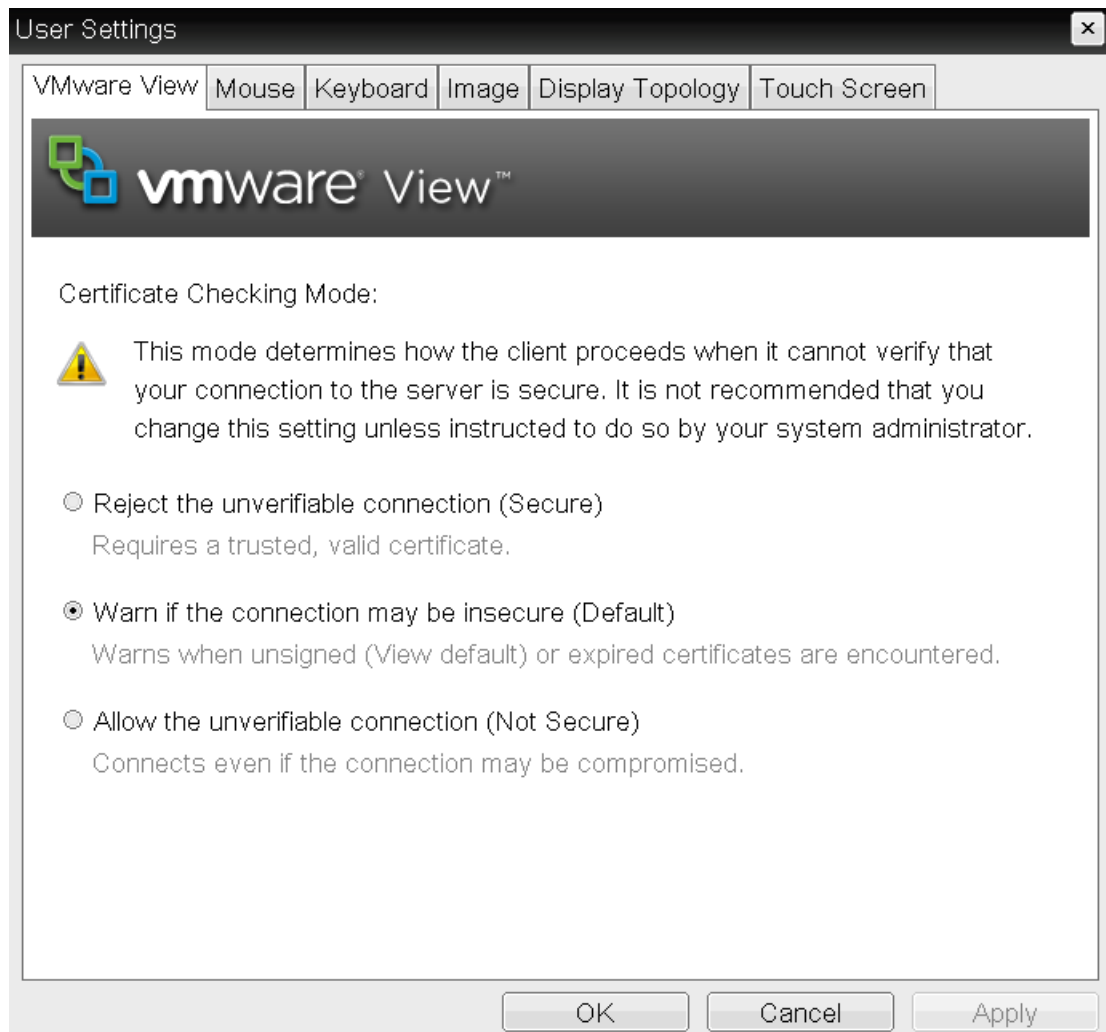 User Settings
VMware View Mouse Keyboard Image Display Topology Touch Screen
vmware® View™
Certificate Checking Mode:
This mode determines how the client proceeds when it cannot verify that
your connection to the server is secure. It is not recommended that you
change this setting unless instructed to do so by your system administrator.
Reject the unverifiable connection (Secure)
Requires a trusted, valid certificate.
Warn if the connection may be insecure (Default)
Warns when unsigned (View default) or expired certificates are encountered.
Allow the unverifiable connection (Not Secure)
Connects even if the connection may be compromised.
OK Cancel Apply